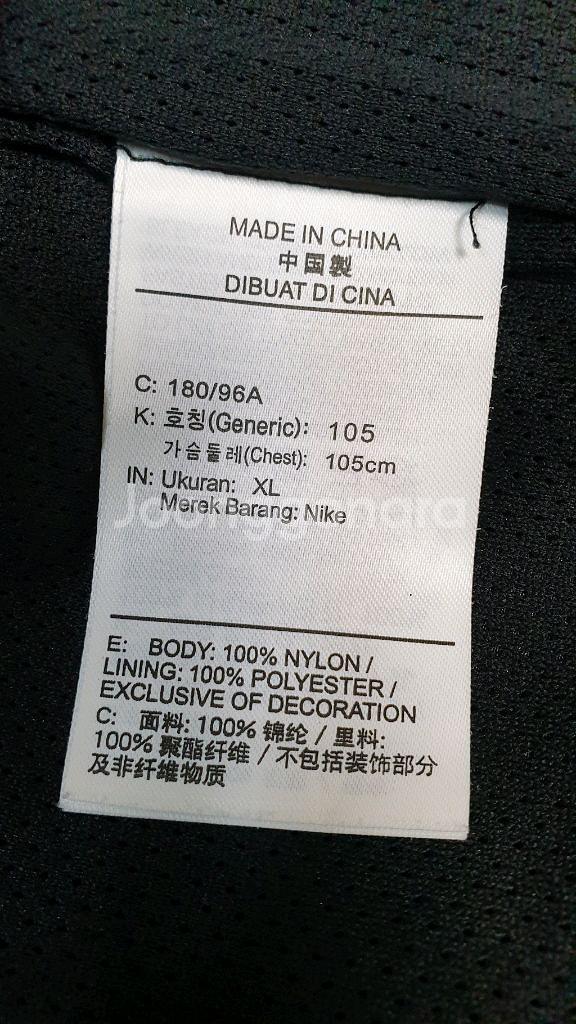 MADE IN CHINA
中国製
DIBUAT DI CINA
C: 180/96A
K: 호칭(Generic): 105
가슴둘레(Chest): 105cm
IN: Ukuran: XL
Merek Barang: Nike
Joonggonara
E: BODY: 100% NYLON /
LINING: 100% POLYESTER /
EXCLUSIVE OF DECORATION
C: 面料: 100% 锦纶 / 里料:
100% 聚酯纤维 / 不包括装饰部分
及非纤维物质